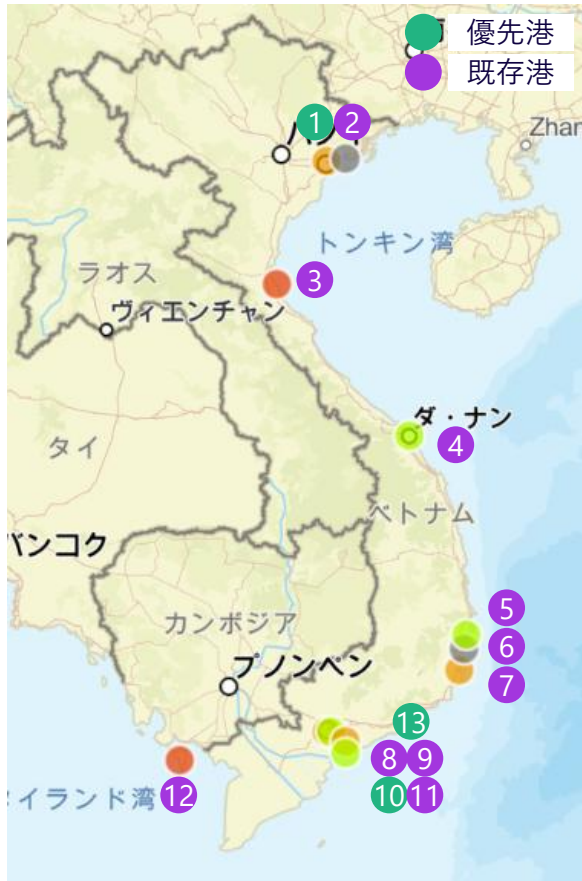 優先港
既存港
Zhan
1 2
ハノイ
トンキン湾
ラオス
3
ヴィエンチャン
ダ・ナン
4
タイ
ベトナム
バンコク
5
カンボジア
6
プノンペン
7
13
8 9
タイランド湾
12
10 11